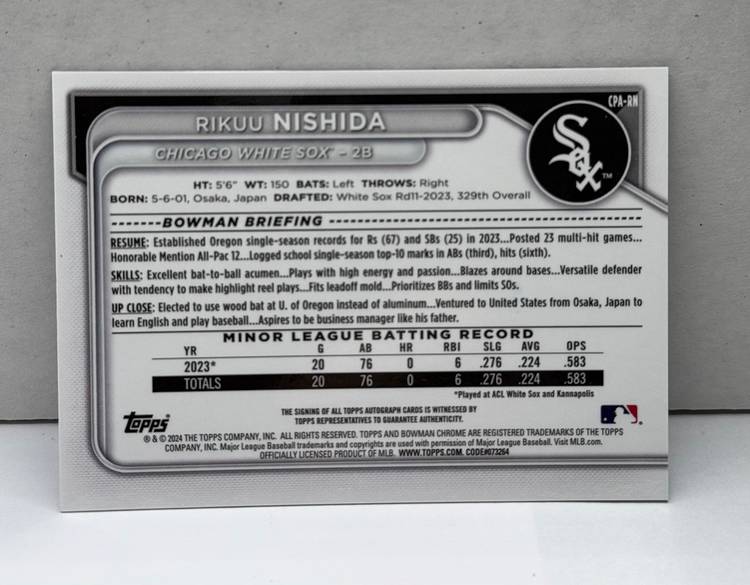 CPA-RN
RIKUU NISHIDA
CHICAGO WHITE SOX™ – 2B
Sox
™
HT: 5'6" WT: 150 BATS: Left THROWS: Right
BORN: 5-6-01, Osaka, Japan DRAFTED: White Sox Rd11-2023, 329th Overall
BOWMAN BRIEFING
RESUME: Established Oregon single-season records for Rs (67) and SBs (25) in 2023...Posted 23 multi-hit games...
Honorable Mention All-Pac 12...Logged school single-season top-10 marks in ABs (third), hits (sixth).
SKILLS: Excellent bat-to-ball acumen...Plays with high energy and passion...Blazes around bases...Versatile defender
with tendency to make highlight reel plays...Fits leadoff mold...Prioritizes BBs and limits SOs.
UP CLOSE: Elected to use wood bat at U. of Oregon instead of aluminum...Ventured to United States from Osaka, Japan to
learn English and play baseball...Aspires to be business manager like his father.
MINOR LEAGUE BATTING RECORD
YR G AB HR RBI SLG AVG OPS
2023* 20 76 0 6 .276 .224 .583
TOTALS 20 76 0 6 .276 .224 .583
*Played at ACL White Sox and Kannapolis
THE SIGNING OF ALL TOPPS AUTOGRAPH CARDS IS WITNESSED BY
TOPPS REPRESENTATIVES TO GUARANTEE AUTHENTICITY.
Topps®
® & © 2024 THE TOPPS COMPANY, INC. ALL RIGHTS RESERVED. TOPPS AND BOWMAN CHROME ARE REGISTERED TRADEMARKS OF THE TOPPS
COMPANY, INC. Major League Baseball trademarks and copyrights are used with permission of Major League Baseball. Visit MLB.com.
OFFICIALLY LICENSED PRODUCT OF MLB. WWW.TOPPS.COM. CODE#073264